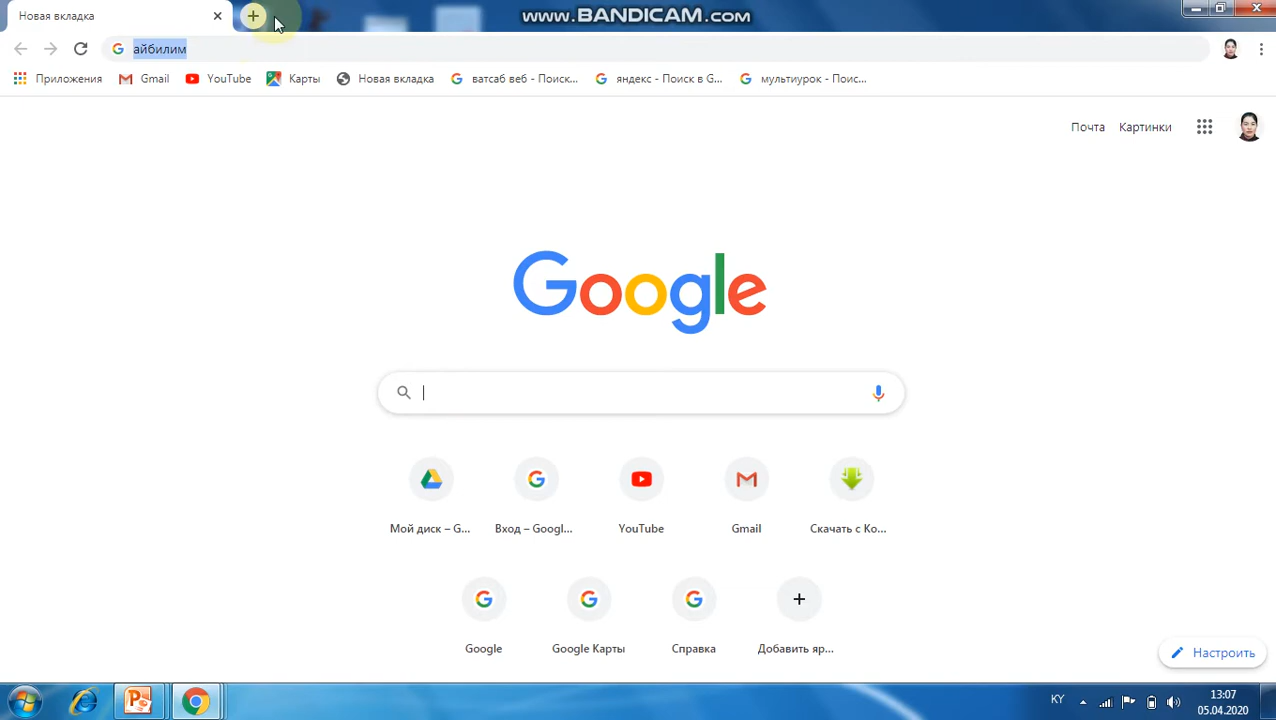 Новая вкладка
www.BANDICAM.com
айбилим
Приложения
Gmail
YouTube
Карты
Новая вкладка
ватсаб веб - Поиск...
яндекс - Поиск в G...
мультиурок - Поис...
Почта
Картинки
Google
Мой диск – G...
Вход – Googl...
YouTube
Gmail
Скачать с Ко...
Google
Google Карты
Справка
Добавить яр...
Настроить
KY
13:07
05.04.2020